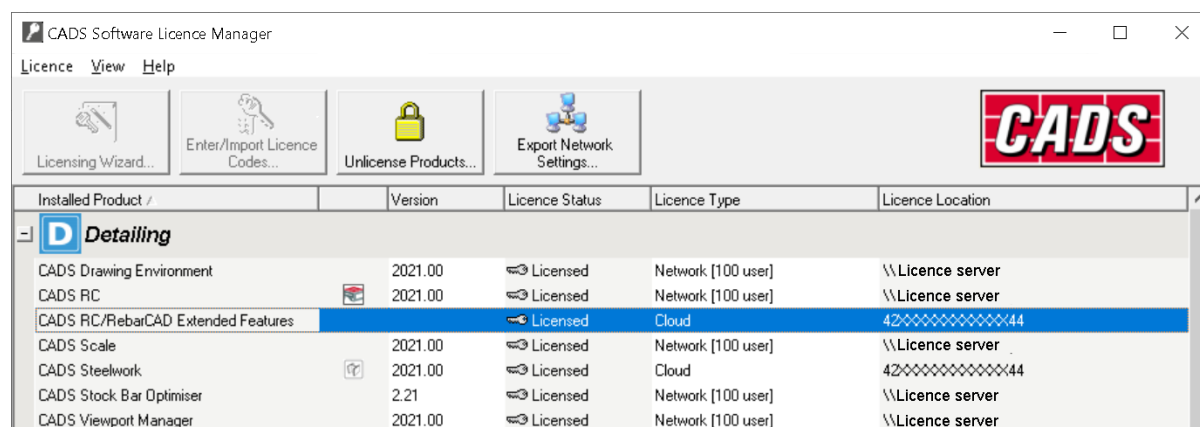 CADS Software Licence Manager
Licence View Help
Licensing Wizard...
Enter/Import Licence
Codes...
Unlicense Products...
Export Network
Settings...
CADS
Installed Product Version Licence Status Licence Type Licence Location
D Detailing
CADS Drawing Environment 2021.00 Licensed Network [100 user] \\Licence server
CADS RC 2021.00 Licensed Network [100 user] \\Licence server
CADS RC/RebarCAD Extended Features Licensed Cloud 42XXXXXXXXXXXX44
CADS Scale 2021.00 Licensed Network [100 user] \\Licence server
CADS Steelwork 2021.00 Licensed Cloud 42XXXXXXXXXXXX44
CADS Stock Bar Optimiser 2.21 Licensed Network [100 user] \\Licence server
CADS Viewport Manager 2021.00 Licensed Network [100 user] \\Licence server